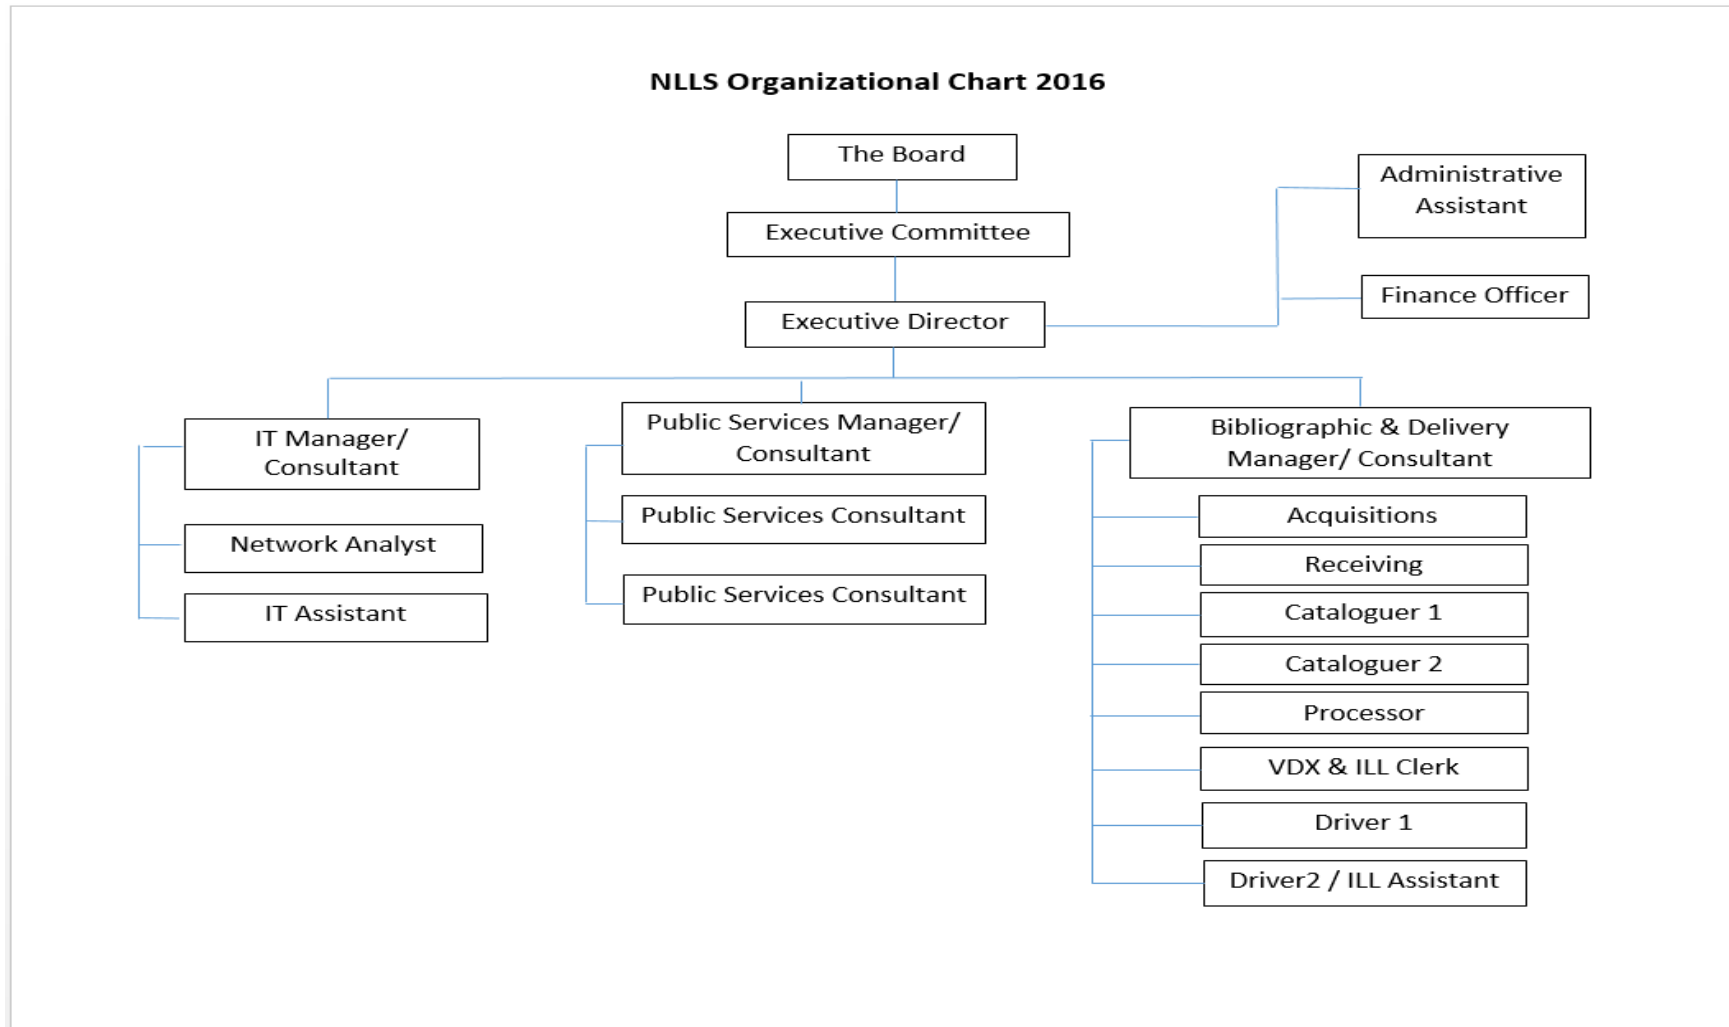 NLLS Organizational Chart 2016
The Board
Executive Committee
Executive Director
Administrative
Assistant
Finance Officer
IT Manager/
Consultant
Network Analyst
IT Assistant
Public Services Manager/
Consultant
Public Services Consultant
Public Services Consultant
Bibliographic & Delivery
Manager/ Consultant
Acquisitions
Receiving
Cataloguer 1
Cataloguer 2
Processor
VDX & ILL Clerk
Driver 1
Driver2 / ILL Assistant